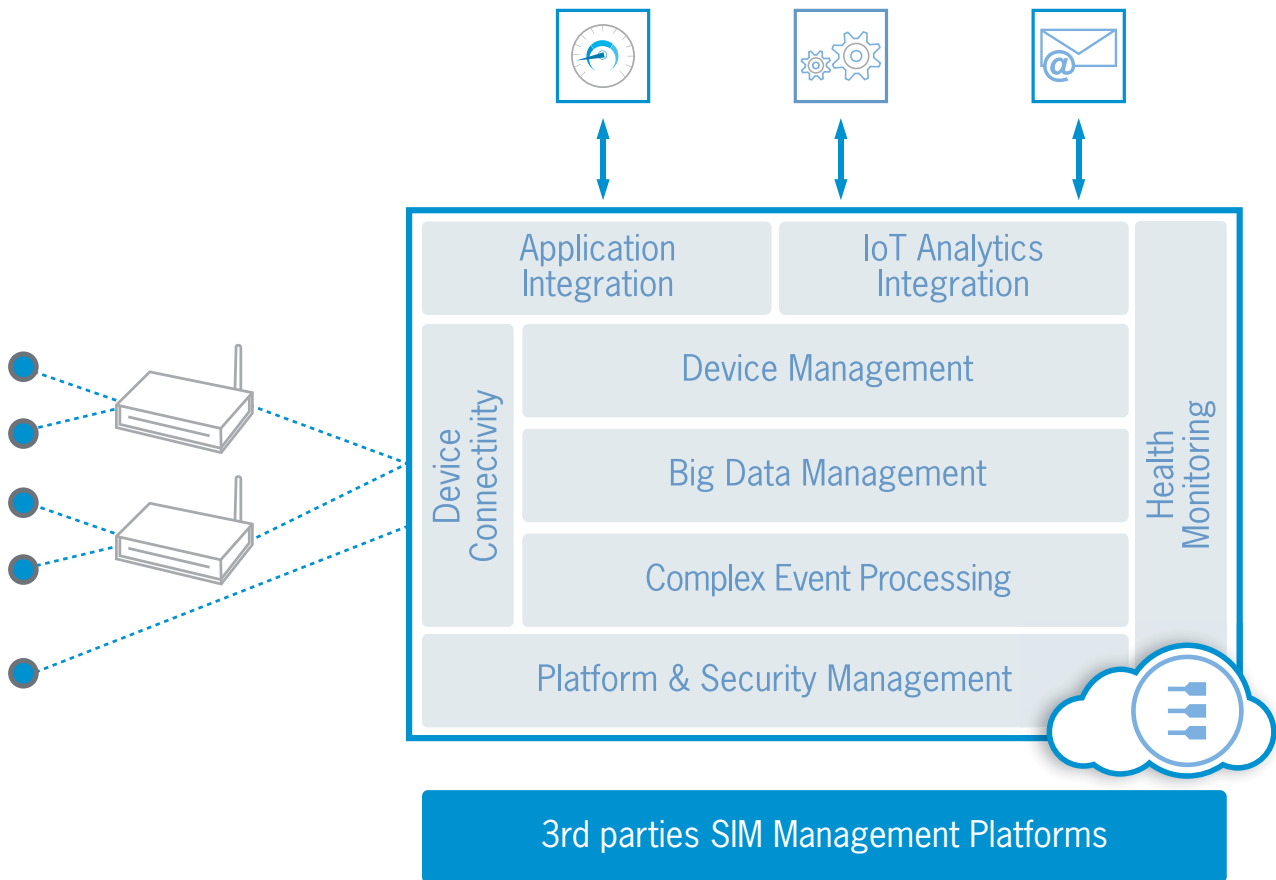 Application
Integration
IoT Analytics
Integration
Device
Connectivity
Device Management
Big Data Management
Complex Event Processing
Health
Monitoring
Platform & Security Management
@
3rd parties SIM Management Platforms